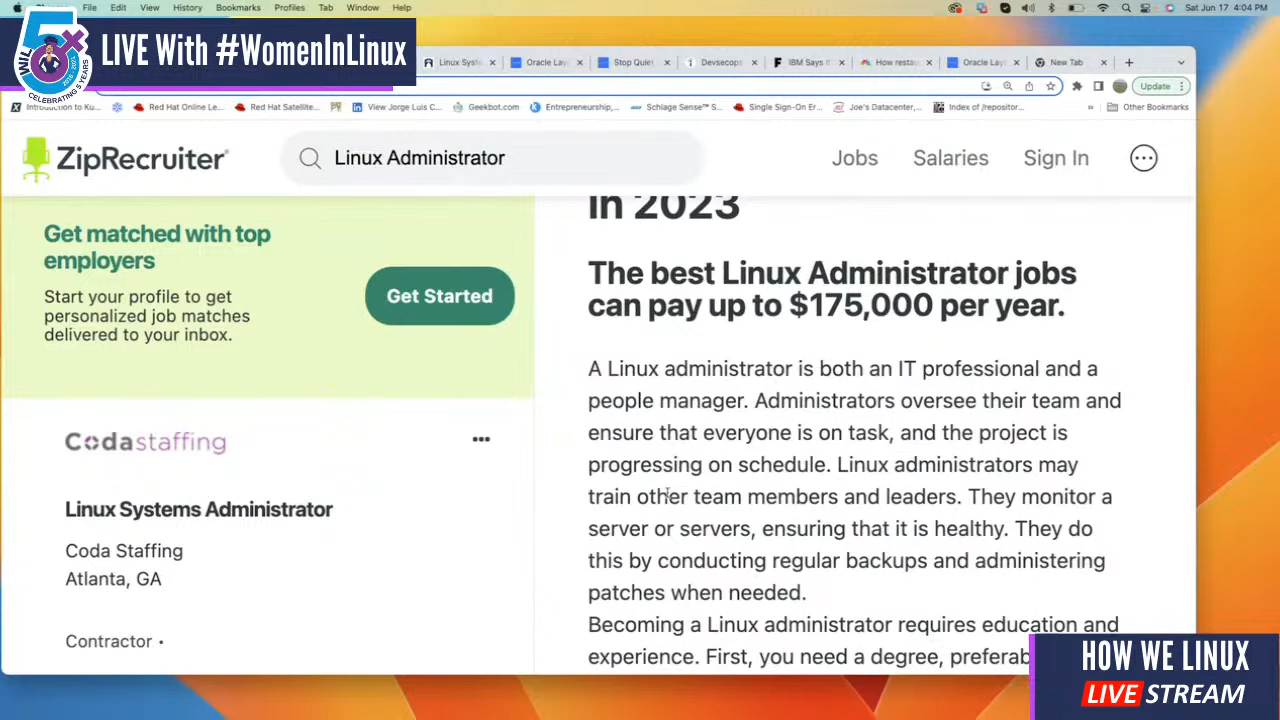 File Edit View History Bookmarks Profiles Tab Window Help
Sat Jun 17 4:04 PM
5x
WIL
CELEBRATING 5 YEARS
LIVE With #WomenInLinux
Linux Syst
Oracle Lay
Stop Quiet
Devsecops
IBM Says It
How restau
Oracle Lay
New Tab
Update
Introduction to Ku...
Red Hat Online Le...
Red Hat Satellite...
View Jorge Luis C...
Geekbot.com
Entrepreneurship,...
Schlage Sense™ S...
Single Sign-On Er...
Joe's Datacenter,...
Index of /repositor...
Other Bookmarks
ZipRecruiter
Linux Administrator
Jobs
Salaries
Sign In
Get matched with top
employers
Start your profile to get
personalized job matches
delivered to your inbox.
Get Started
Codastaffing
Linux Systems Administrator
Coda Staffing
Atlanta, GA
Contractor •
in 2023
The best Linux Administrator jobs
can pay up to $175,000 per year.
A Linux administrator is both an IT professional and a
people manager. Administrators oversee their team and
ensure that everyone is on task, and the project is
progressing on schedule. Linux administrators may
train other team members and leaders. They monitor a
server or servers, ensuring that it is healthy. They do
this by conducting regular backups and administering
patches when needed.
Becoming a Linux administrator requires education and
experience. First, you need a degree, preferab
HOW WE LINUX
LIVE STREAM